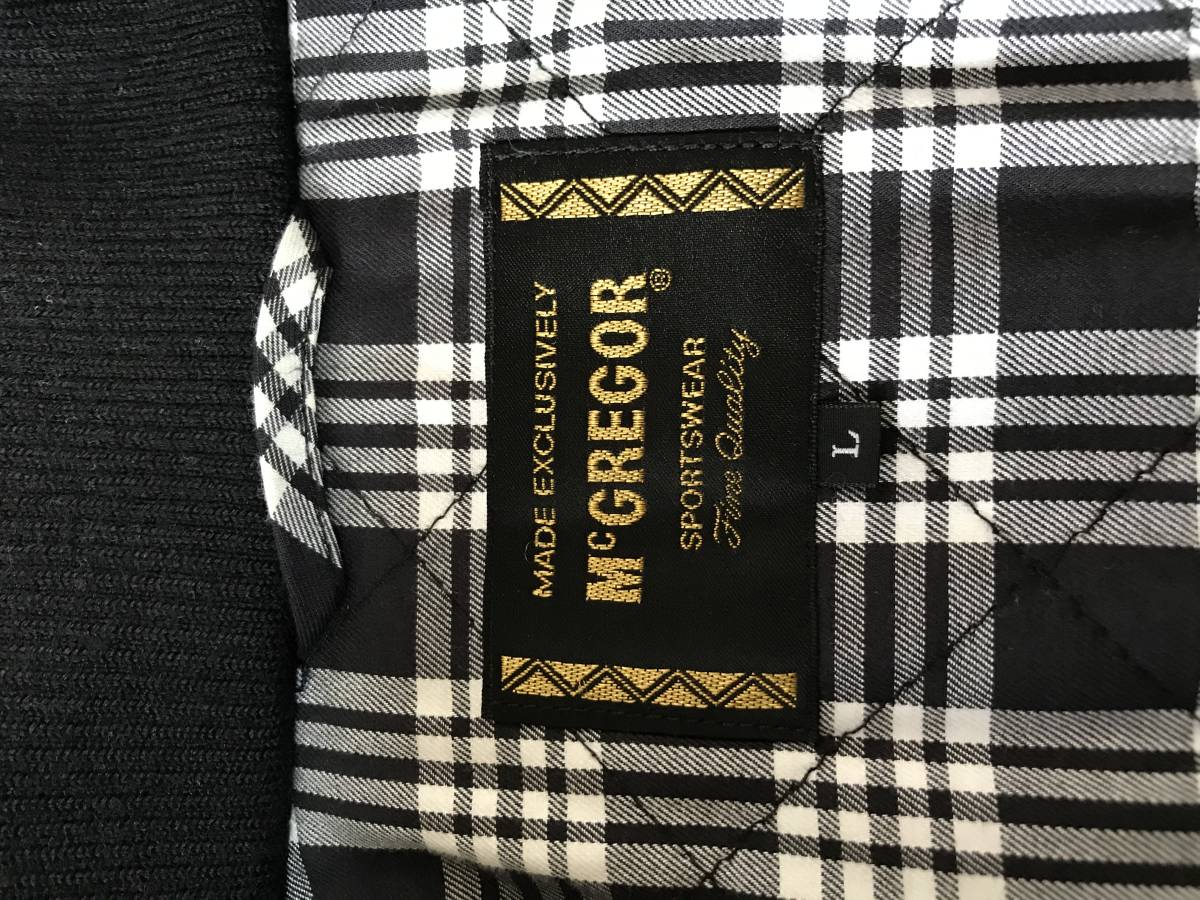 MADE EXCLUSIVELY
McGREGOR®
SPORTSWEAR
Fine Quality
L